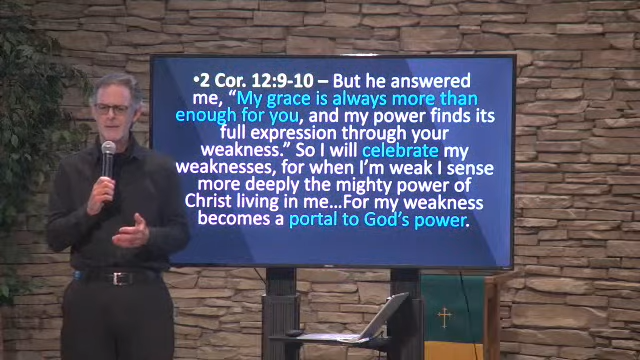 •2 Cor. 12:9-10 – But he answered
me, “My grace is always more than
enough for you, and my power finds its
full expression through your
weakness.” So I will celebrate my
weaknesses, for when I’m weak I sense
more deeply the mighty power of
Christ living in me...For my weakness
becomes a portal to God’s power.